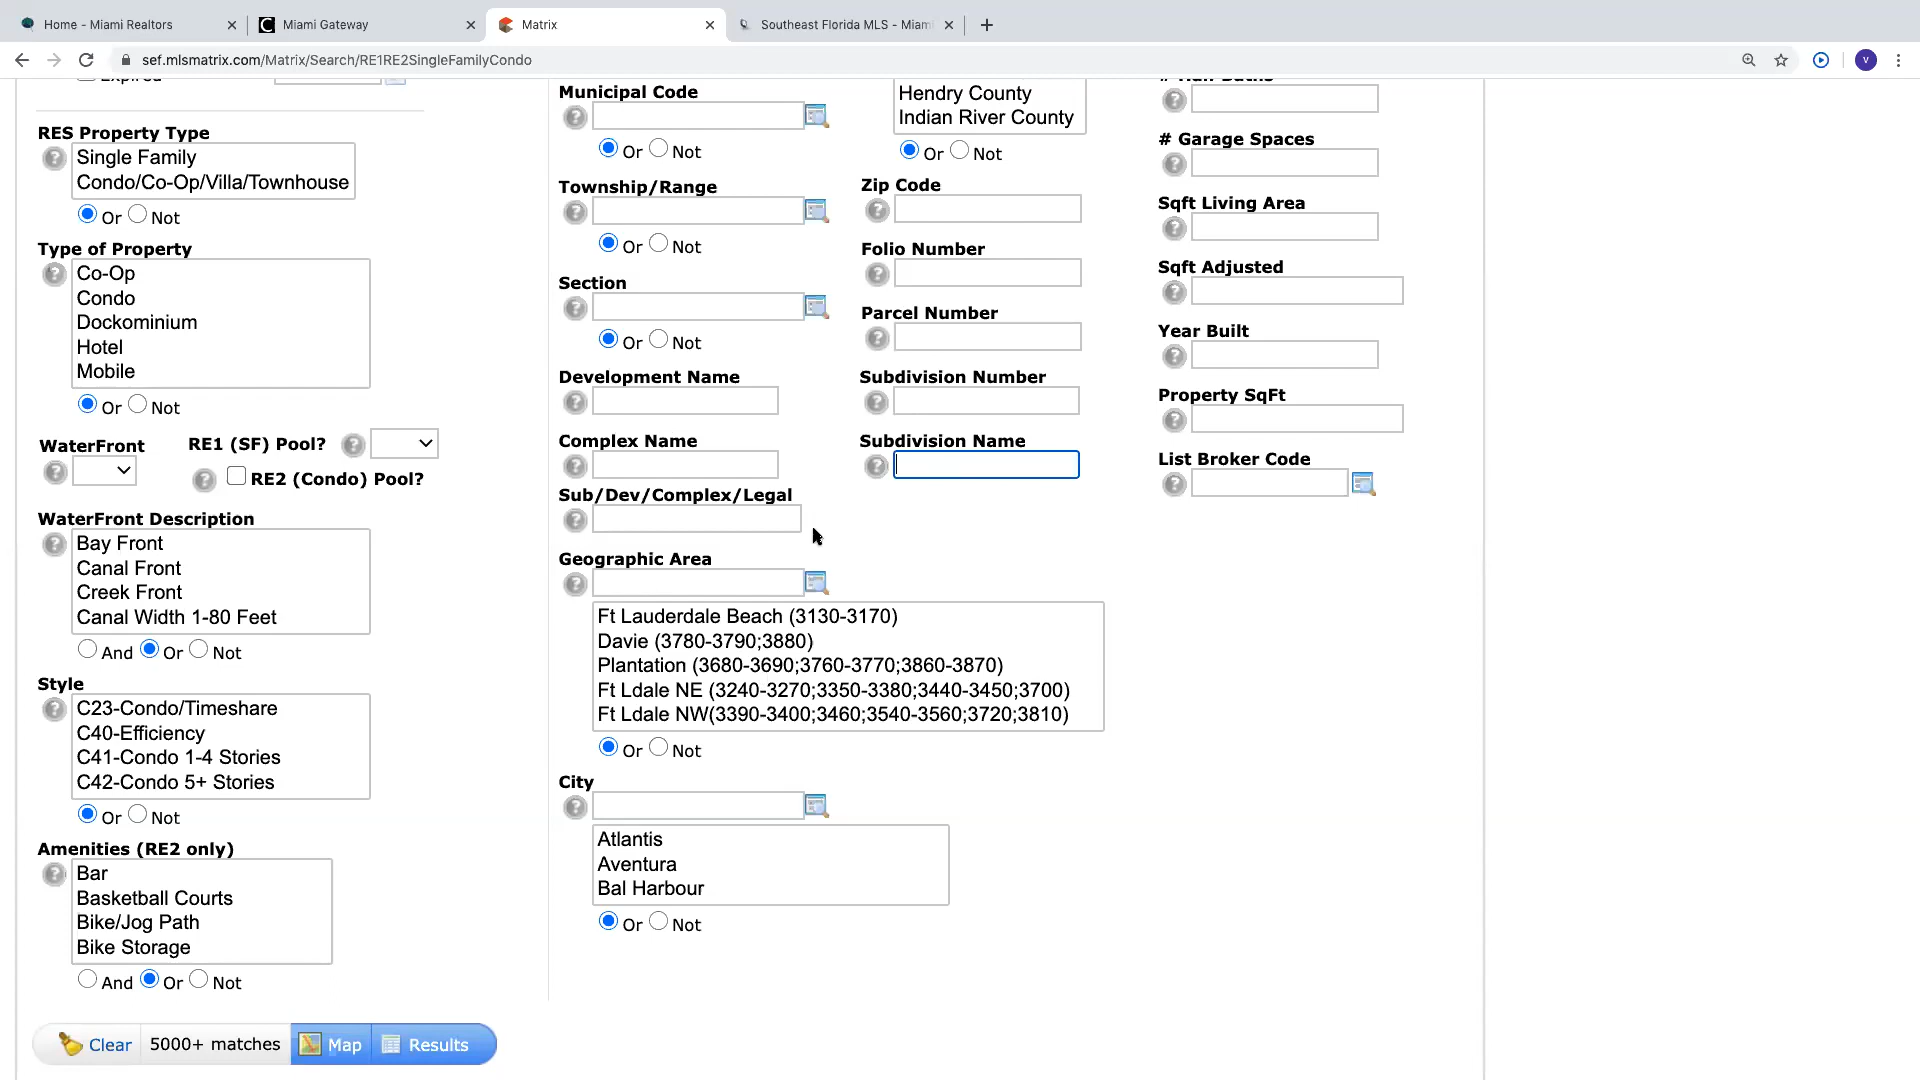 Home - Miami Realtors
Miami Gateway
Matrix
Southeast Florida MLS - Miam
sef.mlsmatrix.com/Matrix/Search/RE1RE2SingleFamilyCondo
V
RES Property Type
Single Family
Condo/Co-Op/Villa/Townhouse
Or Not
Type of Property
Co-Op
Condo
Dockominium
Hotel
Mobile
Or Not
WaterFront
RE1 (SF) Pool?
RE2 (Condo) Pool?
WaterFront Description
Bay Front
Canal Front
Creek Front
Canal Width 1-80 Feet
And Or Not
Style
C23-Condo/Timeshare
C40-Efficiency
C41-Condo 1-4 Stories
C42-Condo 5+ Stories
Or Not
Amenities (RE2 only)
Bar
Basketball Courts
Bike/Jog Path
Bike Storage
And Or Not
Clear
5000+ matches
Map
Results
Municipal Code
Or Not
Township/Range
Or Not
Section
Or Not
Development Name
Complex Name
Sub/Dev/Complex/Legal
Geographic Area
Ft Lauderdale Beach (3130-3170)
Davie (3780-3790;3880)
Plantation (3680-3690;3760-3770;3860-3870)
Ft Ldale NE (3240-3270;3350-3380;3440-3450;3700)
Ft Ldale NW(3390-3400;3460;3540-3560;3720;3810)
Or Not
City
Atlantis
Aventura
Bal Harbour
Or Not
Hendry County
Indian River County
Or Not
Zip Code
Folio Number
Parcel Number
Subdivision Number
Subdivision Name
# Garage Spaces
Sqft Living Area
Sqft Adjusted
Year Built
Property SqFt
List Broker Code